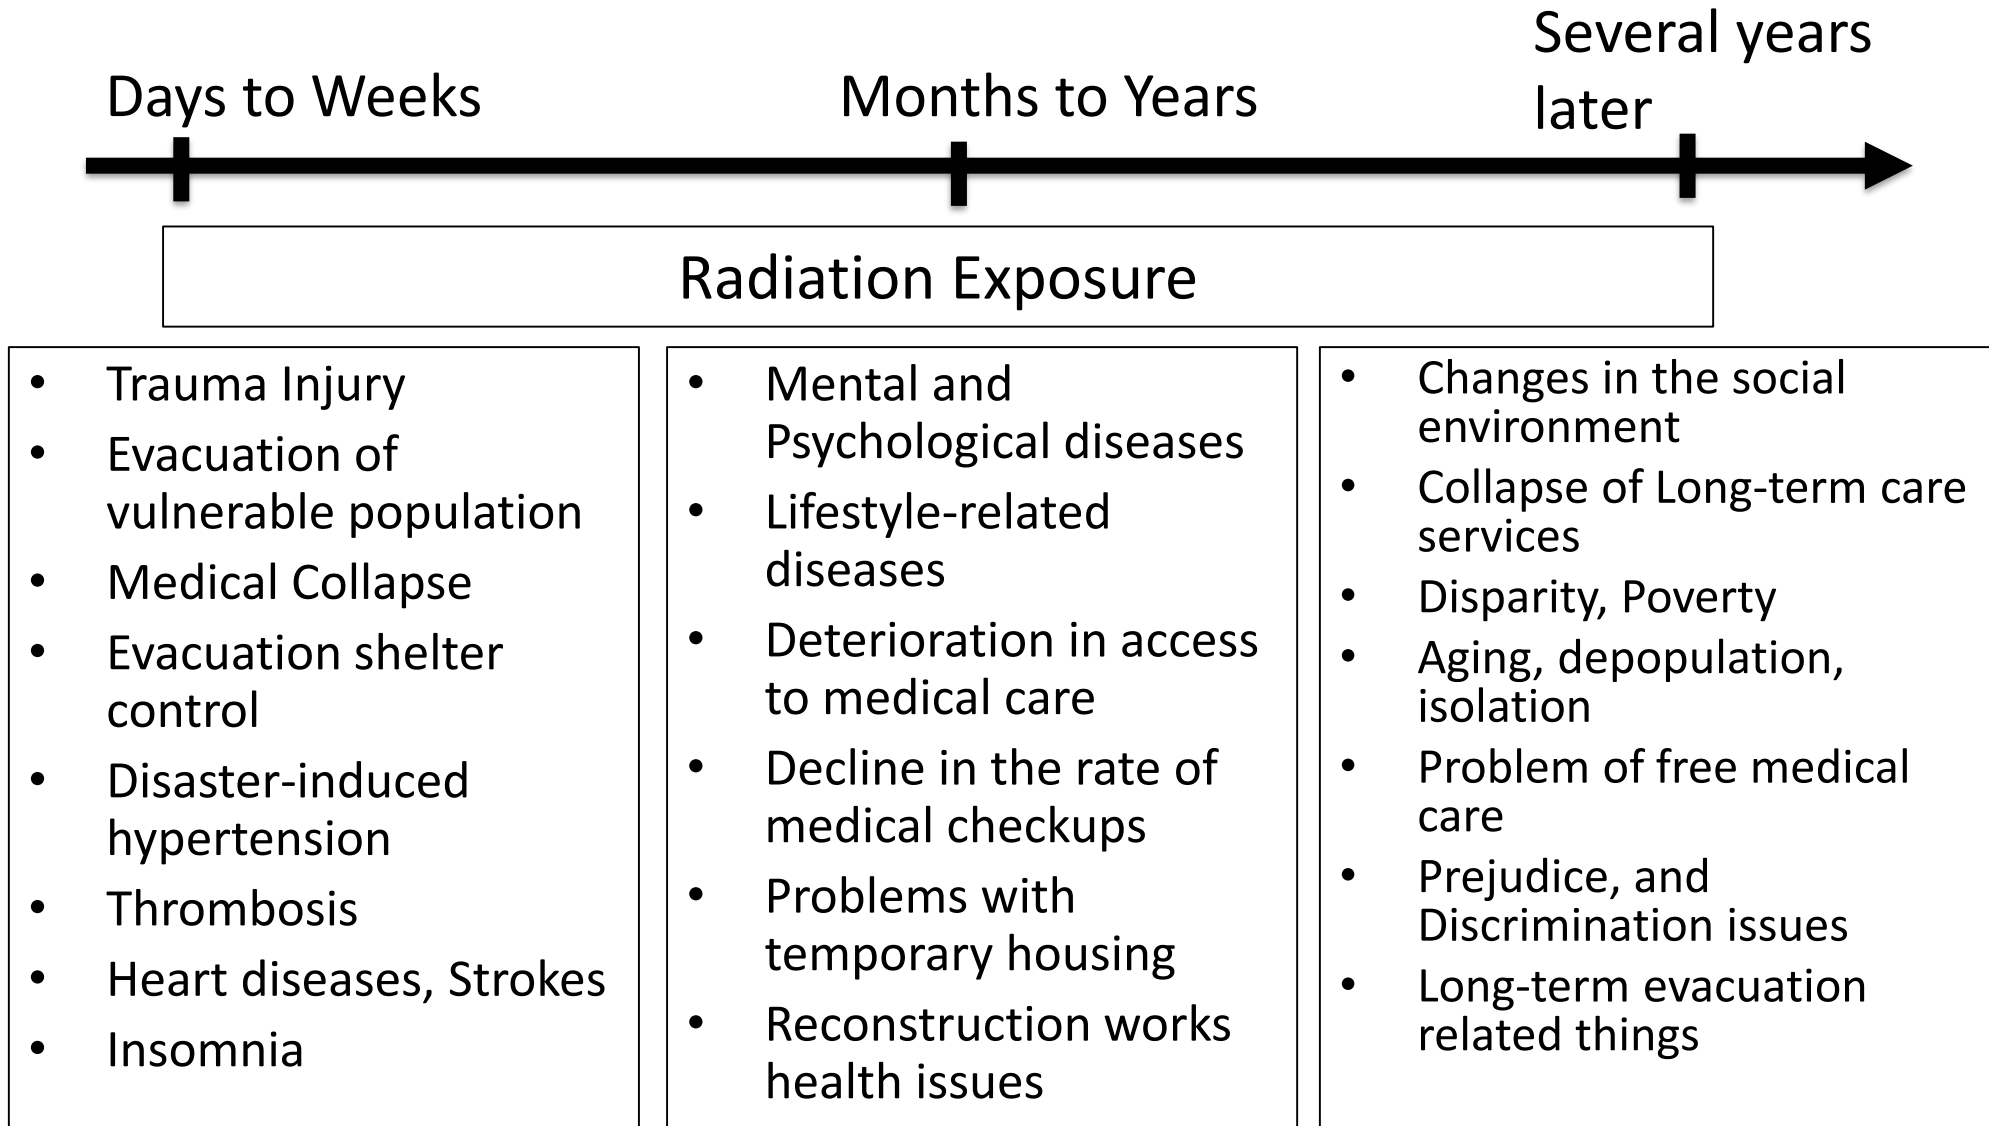 Days to Weeks
Months to Years
Several years
later
Radiation Exposure
• Trauma Injury
• Evacuation of
vulnerable population
• Medical Collapse
• Evacuation shelter
control
• Disaster-induced
hypertension
• Thrombosis
• Heart diseases, Strokes
• Insomnia
• Mental and
Psychological diseases
• Lifestyle-related
diseases
• Deterioration in access
to medical care
• Decline in the rate of
medical checkups
• Problems with
temporary housing
• Reconstruction works
health issues
• Changes in the social
environment
• Collapse of Long-term care
services
• Disparity, Poverty
• Aging, depopulation,
isolation
• Problem of free medical
care
• Prejudice, and
Discrimination issues
• Long-term evacuation
related things